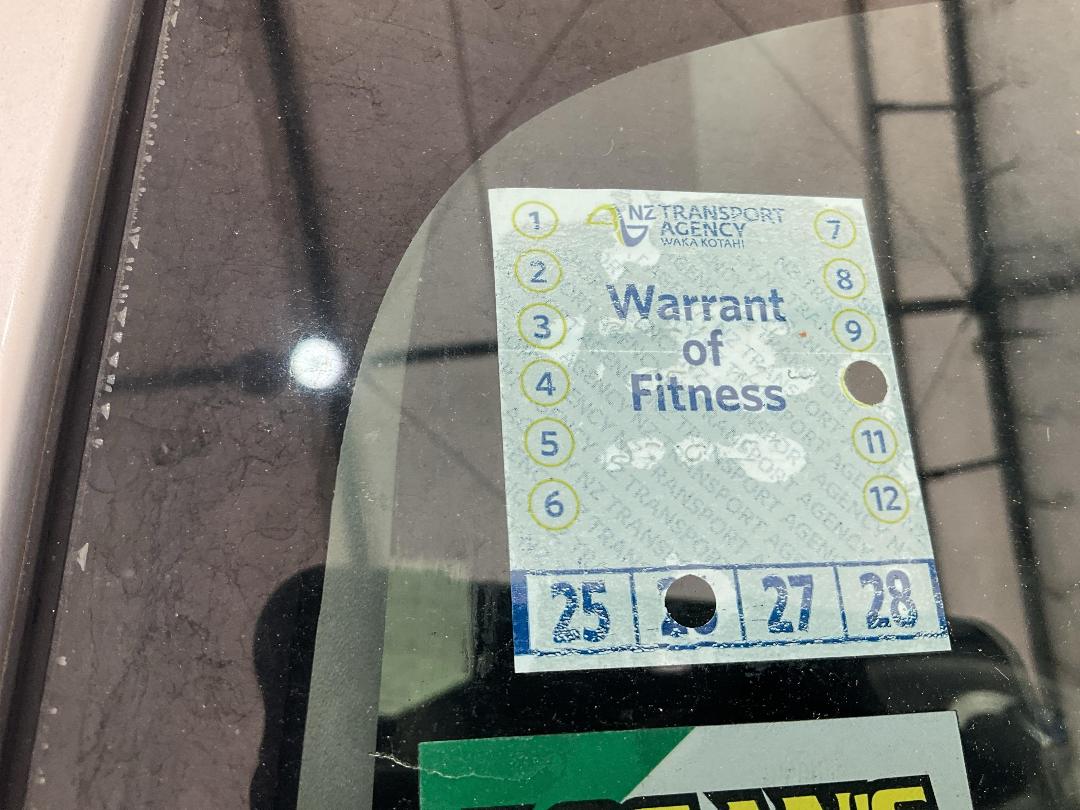 NZ TRANSPORT
AGENCY
WAKA KOTAHI
1
2
3
4
5
6
Warrant
of
Fitness
7
8
9
11
12
25
27
28